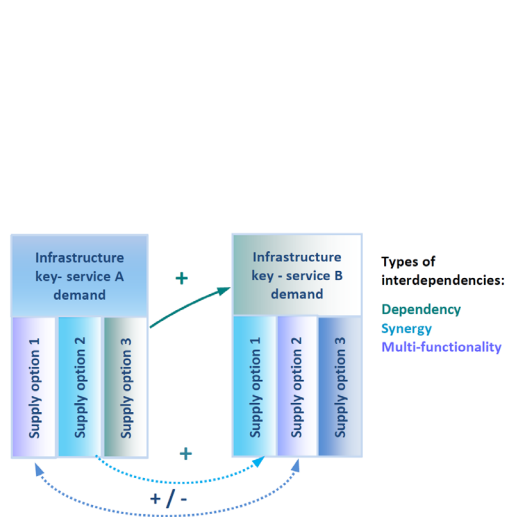 Infrastructure
key- service A
demand
Supply option 1
Supply option 2
Supply option 3
+
Infrastructure
key - service B
demand
Supply option 1
Supply option 2
Supply option 3
+
+ / -
Types of
interdependencies:
Dependency
Synergy
Multi-functionality